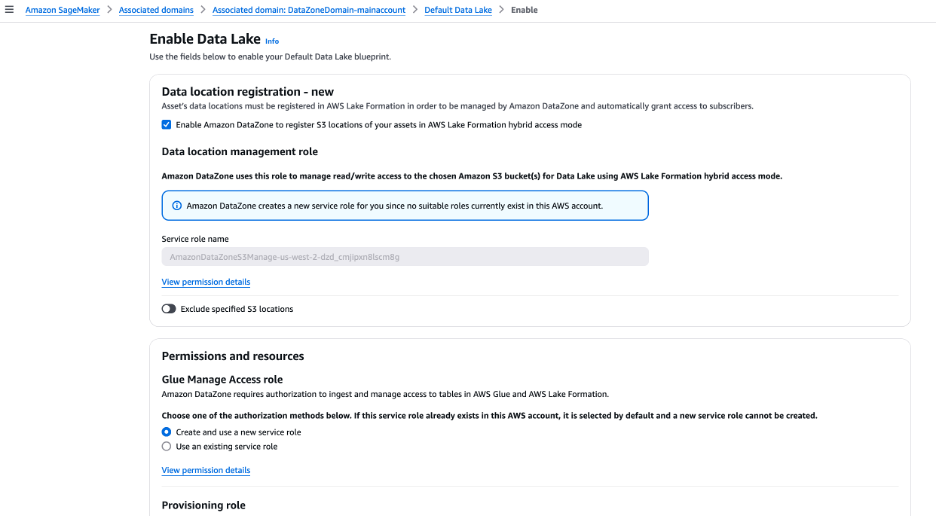 Amazon SageMaker > Associated domains > Associated domain: DataZoneDomain-mainaccount > Default Data Lake > Enable
Enable Data Lake Info
Use the fields below to enable your Default Data Lake blueprint.
Data location registration - new
Asset's data locations must be registered in AWS Lake Formation in order to be managed by Amazon DataZone and automatically grant access to subscribers.
Enable Amazon DataZone to register S3 locations of your assets in AWS Lake Formation hybrid access mode
Data location management role
Amazon DataZone uses this role to manage read/write access to the chosen Amazon S3 bucket(s) for Data Lake using AWS Lake Formation hybrid access mode.
Amazon DataZone creates a new service role for you since no suitable roles currently exist in this AWS account.
Service role name
AmazonDataZoneS3Manage-us-west-2-dzd_cmjipxn8lscm8g
View permission details
Exclude specified S3 locations
Permissions and resources
Glue Manage Access role
Amazon DataZone requires authorization to ingest and manage access to tables in AWS Glue and AWS Lake Formation.
Choose one of the authorization methods below. If this service role already exists in this AWS account, it is selected by default and a new service role cannot be created.
Create and use a new service role
Use an existing service role
View permission details
Provisioning role